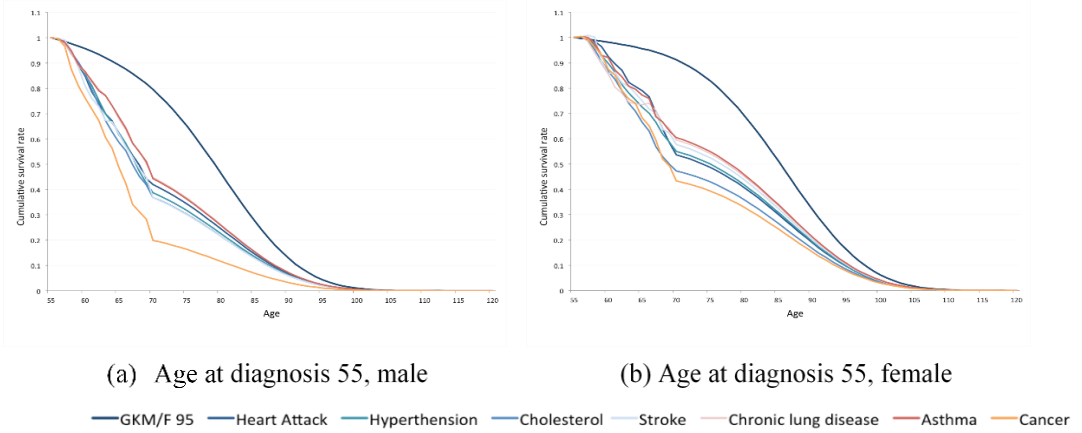 1.1
1
0.9
0.8
0.7
0.6
0.5
0.4
0.3
0.2
0.1
0
Cumulative survival rate
55 60 65 70 75 80 85 90 95 100 105 110 115 120
Age
(a) Age at diagnosis 55, male
1.1
1
0.9
0.8
0.7
0.6
0.5
0.4
0.3
0.2
0.1
0
Cumulative survival rate
55 60 65 70 75 80 85 90 95 100 105 110 115 120
Age
(b) Age at diagnosis 55, female
GKM/F 95 Heart Attack Hyperthension Cholesterol Stroke Chronic lung disease Asthma Cancer